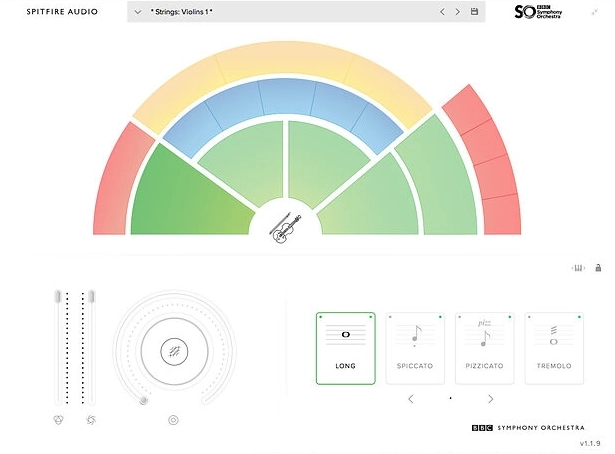 SPITFIRE AUDIO
* Strings: Violins 1 *
SO BBC Symphony Orchestra
LONG
SPICCATO
pizz
PIZZICATO
TREMOLO
BBC SYMPHONY ORCHESTRA
v1.1.9